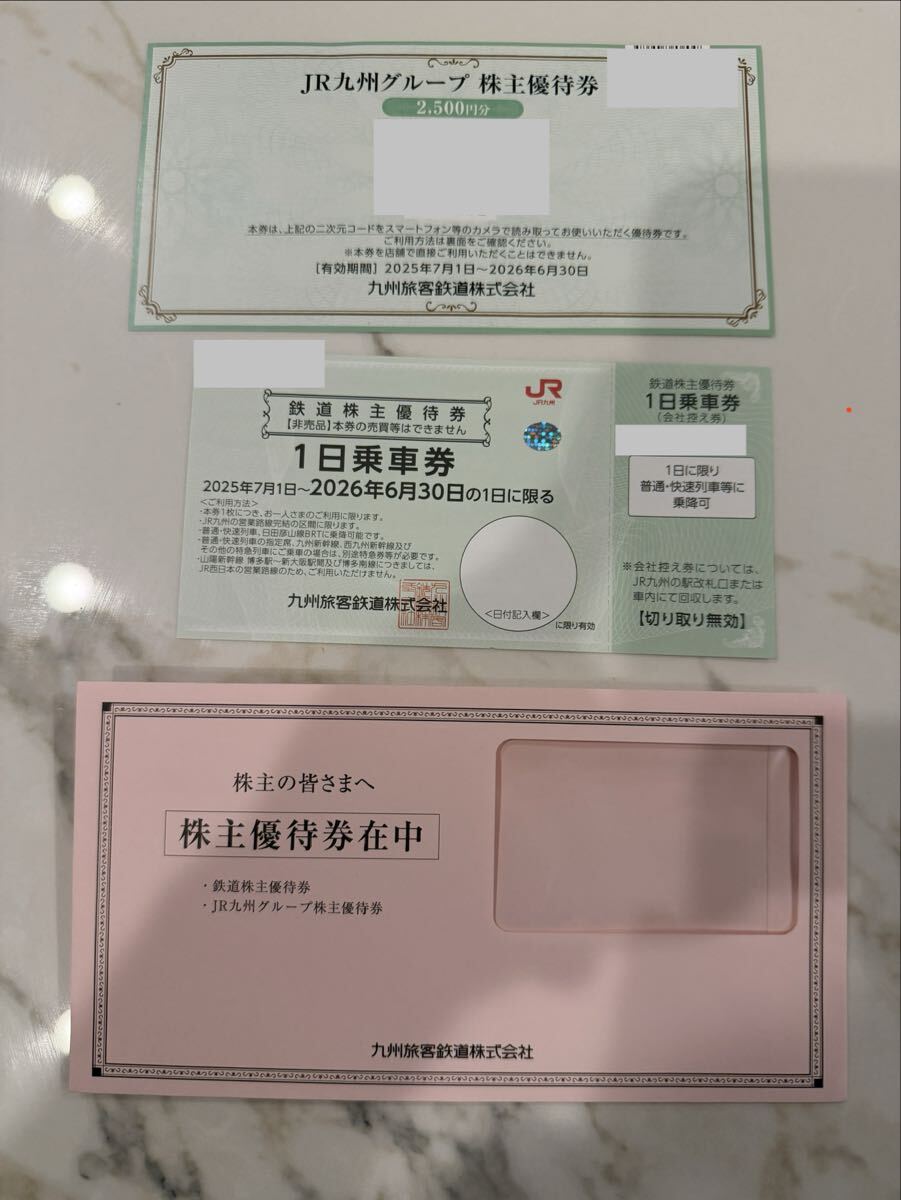 JR九州グループ 株主優待券
2,500円分
本券は、上記の二次元コードをスマートフォン等のカメラで読み取ってお使いいただく優待券です。
ご利用方法は裏面をご確認ください。
※本券を店舗で直接ご利用いただくことはできません。
[有効期間] 2025年7月1日～2026年6月30日
九州旅客鉄道株式会社
鉄道株主優待券
【非売品】本券の売買等はできません
JR
JR九州
1日乗車券
2025年7月1日～2026年6月30日の1日に限る
<ご利用方法>
・本券1枚につき、お一人さまのご利用に限ります。
・JR九州の営業路線完結の区間に限ります。
・普通・快速列車、日田彦山線BRTに乗降可能です。
・普通・快速列車の指定席、九州新幹線、西九州新幹線及び
その他の特急列車にご乗車の場合は、別途特急券等が必要です。
・山陽新幹線 博多駅～新大阪駅間及び博多南線につきましては、
JR西日本の営業路線のため、ご利用いただけません。
九州旅客鉄道株式会社
<日付記入欄>
に限り有効
鉄道株主優待券
1日乗車券
(会社控え券)
1日に限り
普通・快速列車等に
乗降可
※会社控え券については、
JR九州の駅改札口または
車内にて回収します。
【切り取り無効】
株主の皆さまへ
株主優待券在中
・鉄道株主優待券
・JR九州グループ株主優待券
九州旅客鉄道株式会社